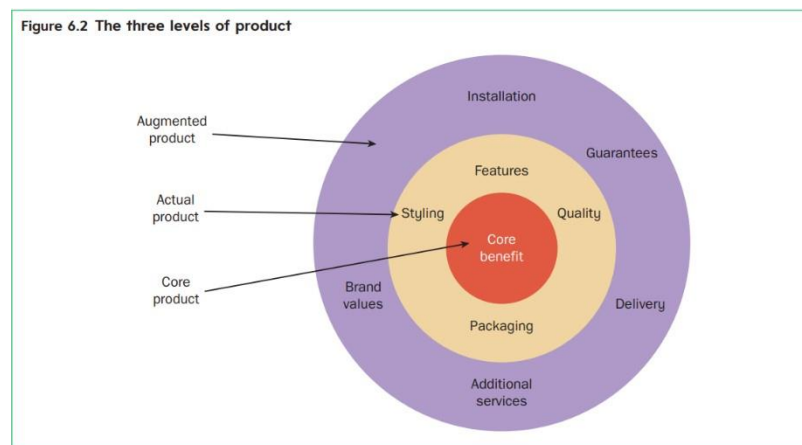 Figure 6.2 The three levels of product
Installation
Augmented
product
Guarantees
Features
Actual
product
Styling
Quality
Core
benefit
Core
product
Brand
values
Delivery
Packaging
Additional
services